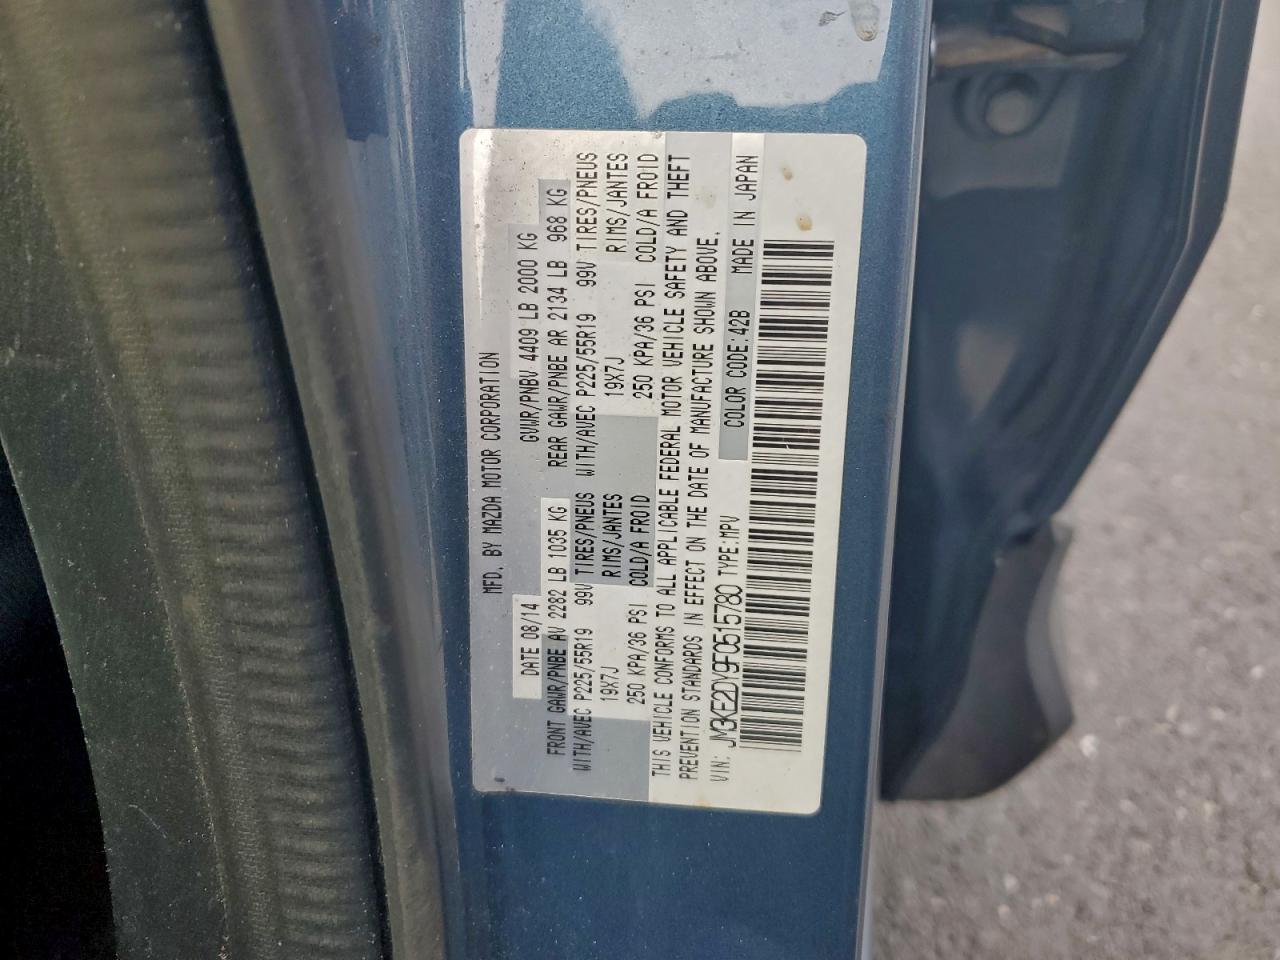 MFD. BY MAZDA MOTOR CORPORATION
DATE 08/14 GVWR/PNBV 4409 LB 2000 KG
FRONT GAWR/PNBE AV 2282 LB 1035 KG REAR GAWR/PNBE AR 2134 LB 968 KG
WITH/AVEC P225/55R19 99V TIRES/PNEUS WITH/AVEC P225/55R19 99V TIRES/PNEUS
19X7J RIMS/JANTES 19X7J RIMS/JANTES
250 KPA/36 PSI COLD/A FROID 250 KPA/36 PSI COLD/A FROID
THIS VEHICLE CONFORMS TO ALL APPLICABLE FEDERAL MOTOR VEHICLE SAFETY AND THEFT
PREVENTION STANDARDS IN EFFECT ON THE DATE OF MANUFACTURE SHOWN ABOVE.
VIN: JM3KE2DY9F0515780 TYPE:MPV COLOR CODE:42B MADE IN JAPAN